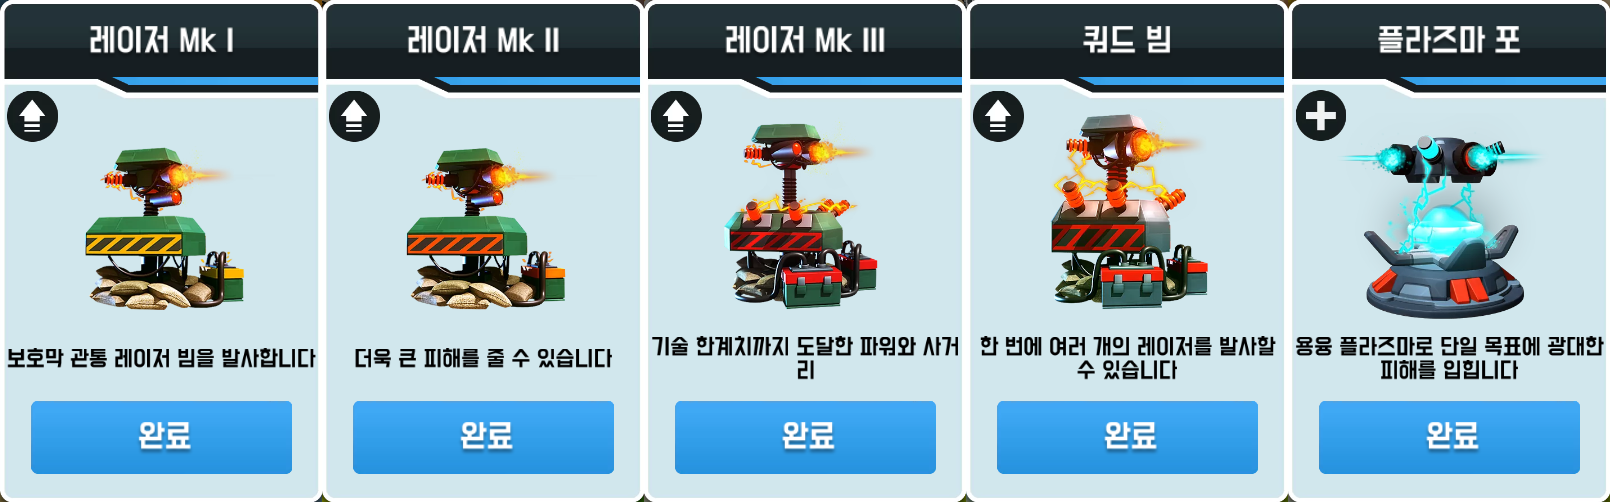 레이저 Mk I
보호막 관통 레이저 빔을 발사합니다
완료
레이저 Mk II
더욱 큰 피해를 줄 수 있습니다
완료
레이저 Mk III
기술 한계치까지 도달한 파워와 사거
리
완료
쿼드 빔
한 번에 여러 개의 레이저를 발사할
수 있습니다
완료
플라즈마 포
용융 플라즈마로 단일 목표에 광대한
피해를 입힙니다
완료